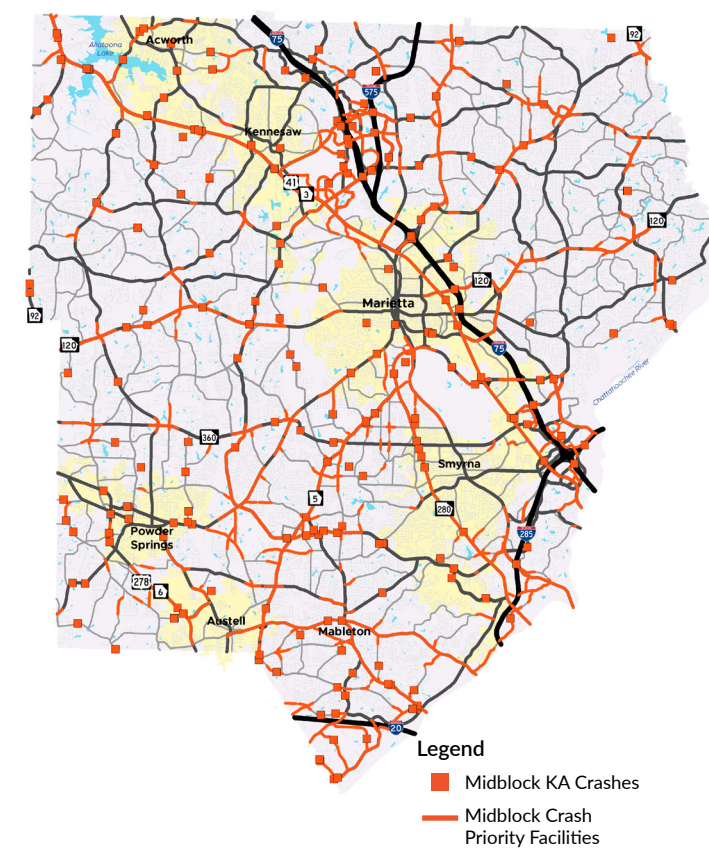 92
Allatoona
Lake
Acworth
75
575
Kennesaw
41
3
120
120
92
Marietta
120
75
Chattahoochee River
360
Smyrna
5
280
285
Powder
Springs
278
6
Austell
Mableton
20
Legend
Midblock KA Crashes
Midblock Crash
Priority Facilities